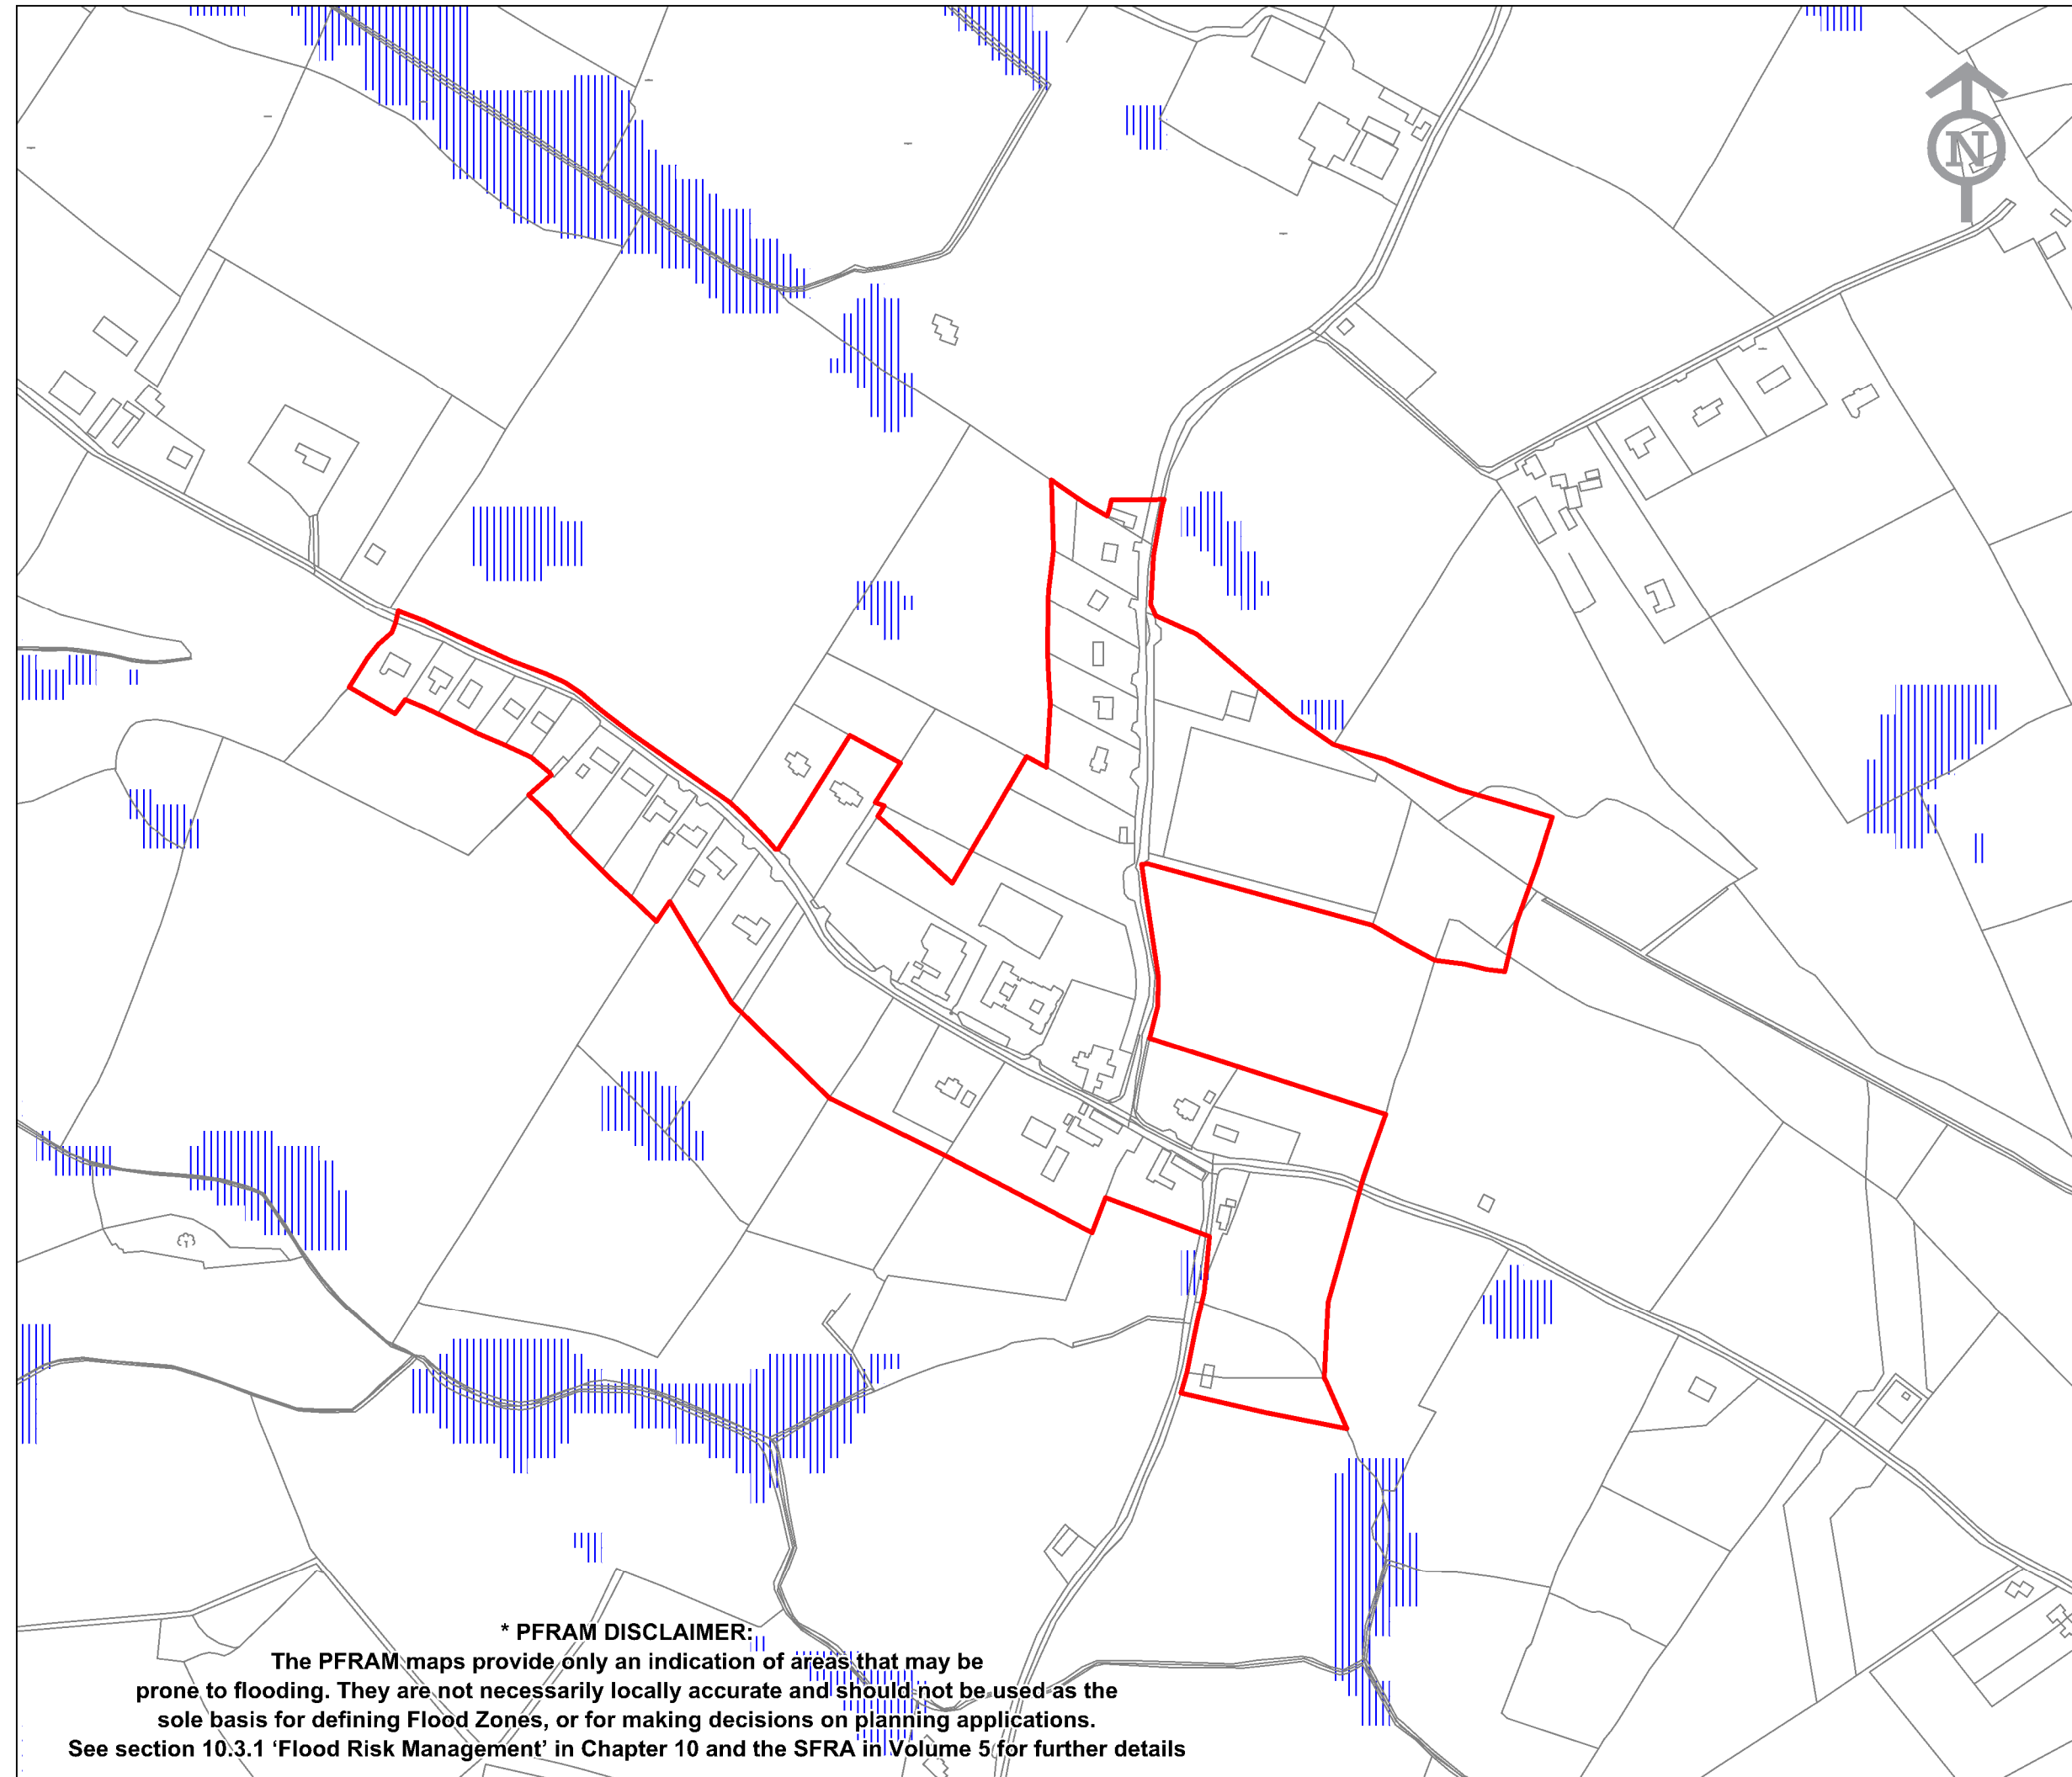 N
* PFRAM DISCLAIMER:
The PFRAM maps provide only an indication of areas that may be
prone to flooding. They are not necessarily locally accurate and should not be used as the
sole basis for defining Flood Zones, or for making decisions on planning applications.
See section 10.3.1 ‘Flood Risk Management’ in Chapter 10 and the SFRA in Volume 5 for further details